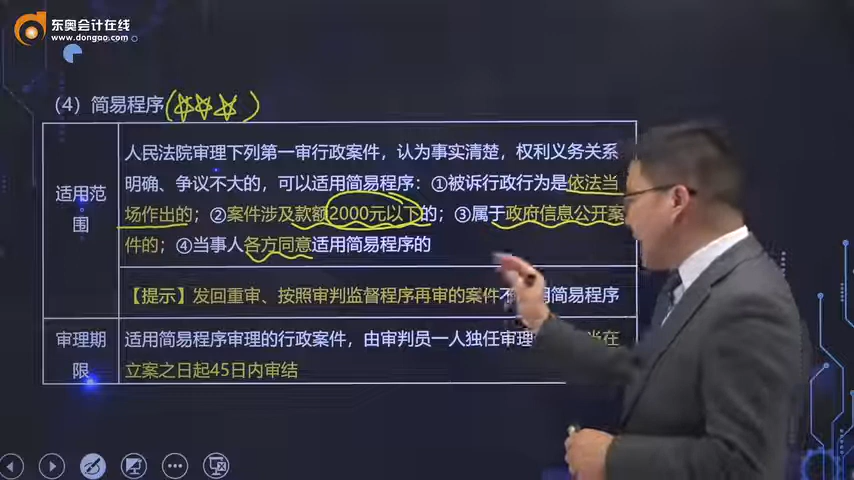 东奥会计在线
www.dongao.com
（4）简易程序
适用范围
人民法院审理下列第一审行政案件，认为事实清楚，权利义务关系
明确、争议不大的，可以适用简易程序：①被诉行政行为是依法当
场作出的；②案件涉及款额2000元以下的；③属于政府信息公开案
件的；④当事人各方同意适用简易程序的
【提示】发回重审、按照审判监督程序再审的案件不 用简易程序
审理期限
适用简易程序审理的行政案件，由审判员一人独任审理 当在
立案之日起45日内审结